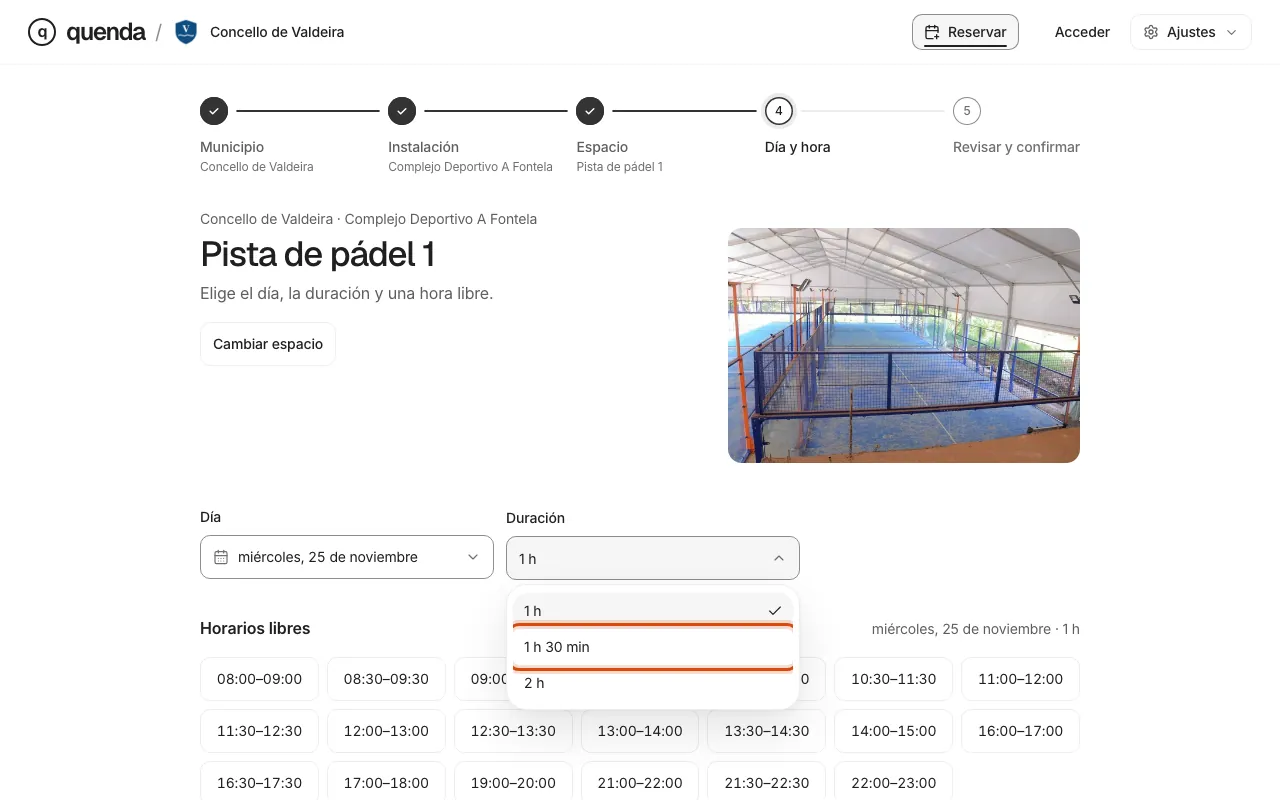 q quenda / V Concello de Valdeira Reservar Acceder Ajustes
4 5
Municipio Instalación Espacio Día y hora Revisar y confirmar
Concello de Valdeira Complejo Deportivo A Fontela Pista de pádel 1
Concello de Valdeira · Complejo Deportivo A Fontela
Pista de pádel 1
Elige el día, la duración y una hora libre.
Cambiar espacio
Día Duración
miércoles, 25 de noviembre 1 h
1 h
1 h 30 min
2 h
Horarios libres miércoles, 25 de noviembre · 1 h
08:00–09:00 08:30–09:30 10:30–11:30 11:00–12:00
11:30–12:30 12:00–13:00 12:30–13:30 13:00–14:00 13:30–14:30 14:00–15:00 16:00–17:00
16:30–17:30 17:00–18:00 19:00–20:00 21:00–22:00 21:30–22:30 22:00–23:00